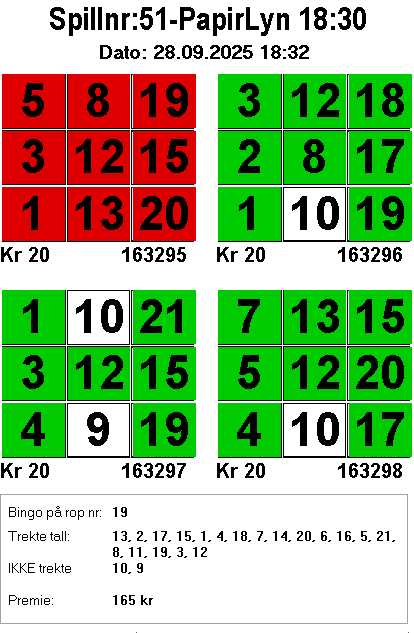 Spillnr:51-PapirLyn 18:30
Dato: 28.09.2025 18:32
5 8 19
3 12 15
1 13 20
Kr 20 163295
3 12 18
2 8 17
1 10 19
Kr 20 163296
1 10 21
3 12 15
4 9 19
Kr 20 163297
7 13 15
5 12 20
4 10 17
Kr 20 163298
Bingo på rop nr: 19
Trekte tall: 13, 2, 17, 15, 1, 4, 18, 7, 14, 20, 6, 16, 5, 21,
8, 11, 19, 3, 12
IKKE trekte 10, 9
Premie: 165 kr